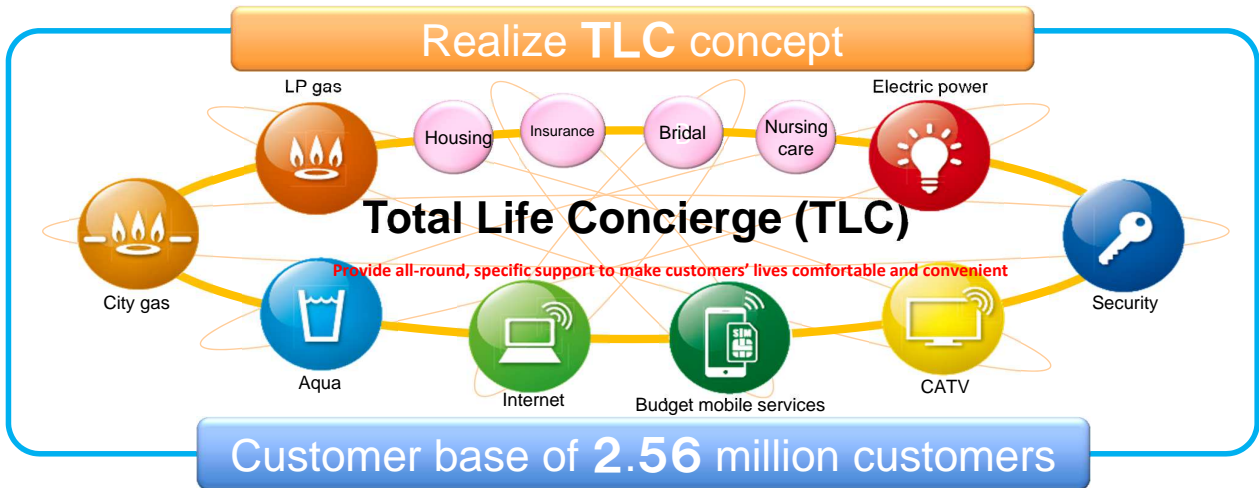 Realize TLC concept
LP gas
Electric power
Housing
Insurance
Bridal
Nursing
care
Total Life Concierge (TLC)
Provide all-round, specific support to make customers' lives comfortable and convenient
City gas
Security
SIM
Aqua
Internet
Budget mobile services
CATV
Customer base of 2.56 million customers